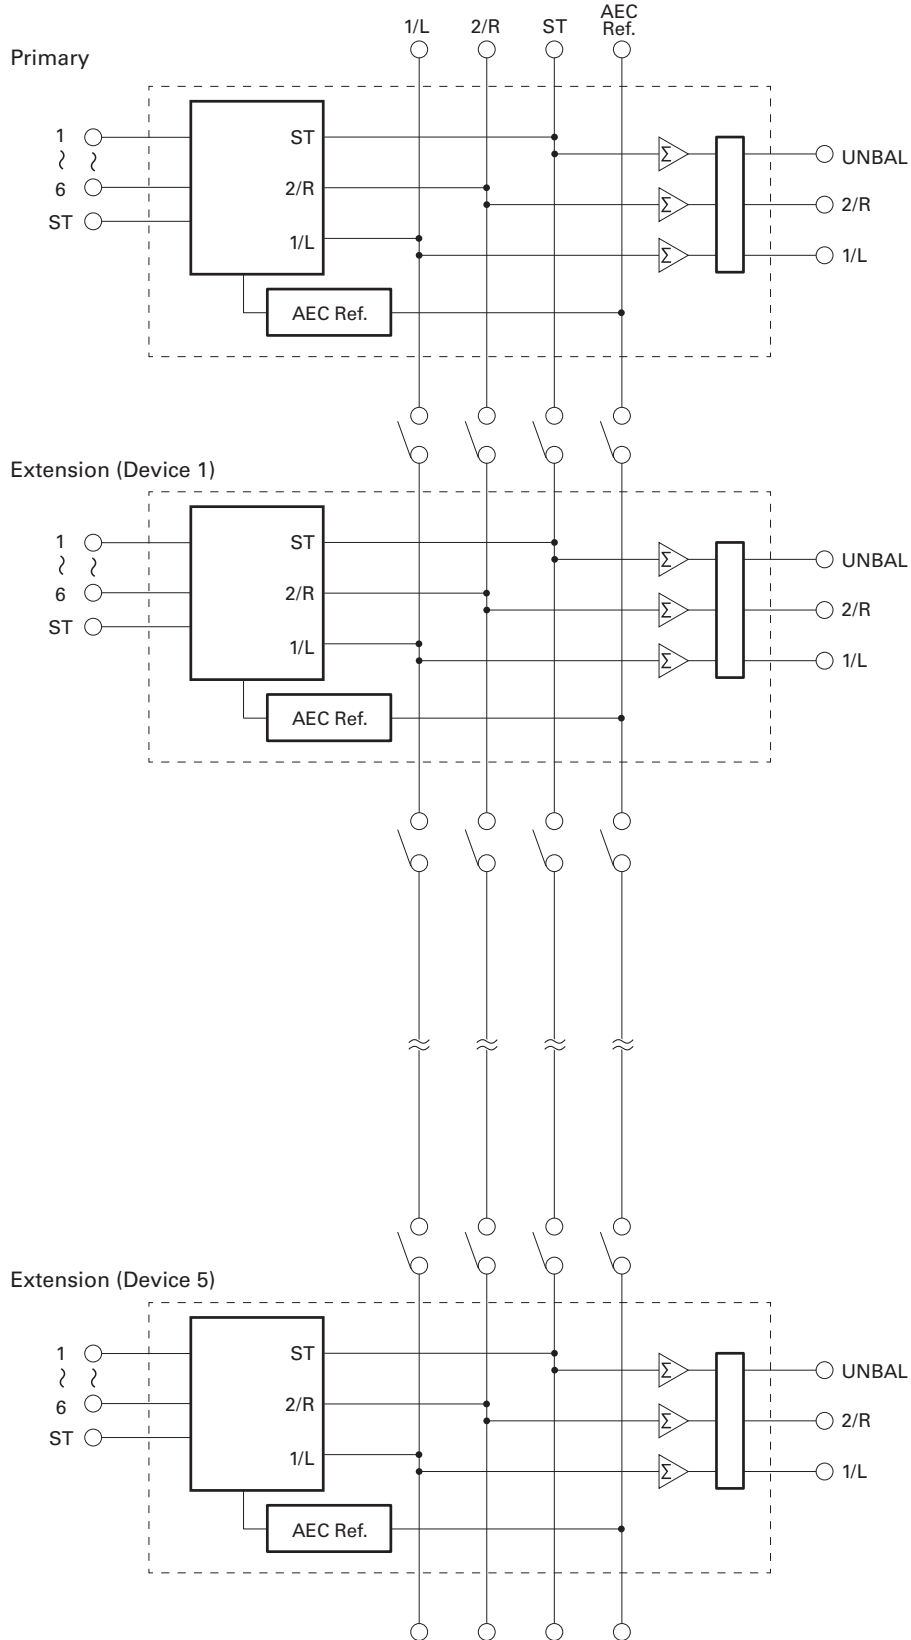 1/L 2/R ST AEC Ref.
Primary
1 ST
~ ~ Σ UNBAL
6 2/R
Σ 2/R
ST
1/L
Σ 1/L
AEC Ref.
Extension (Device 1)
1 ST
~ ~ Σ UNBAL
6 2/R
Σ 2/R
ST
1/L
Σ 1/L
AEC Ref.
Extension (Device 5)
1 ST
~ ~ Σ UNBAL
6 2/R
Σ 2/R
ST
1/L
Σ 1/L
AEC Ref.